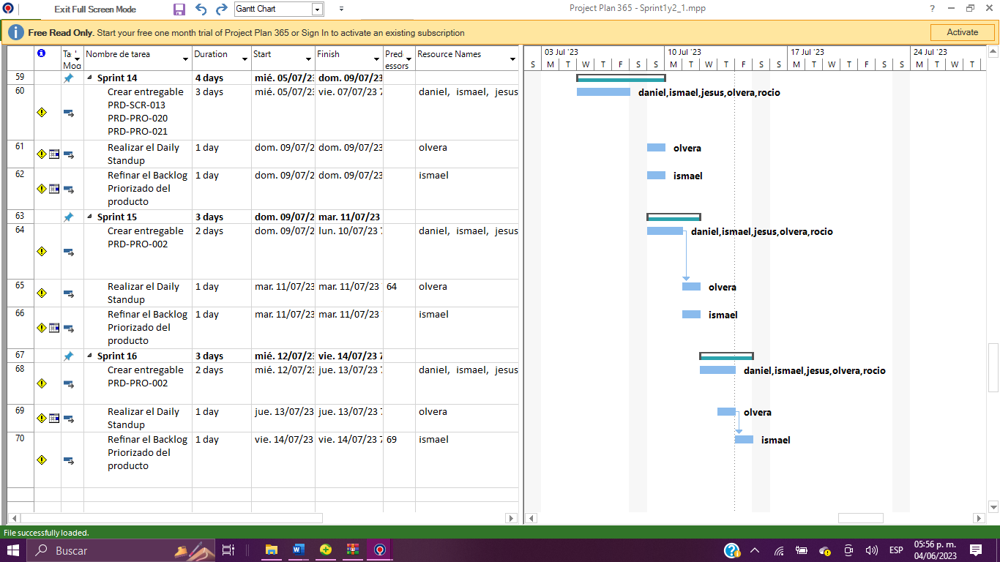 Exit Full Screen Mode
Gantt Chart
Project Plan 365 - Sprint1y2_1.mpp
?
Free Read Only. Start your free one month trial of Project Plan 365 or Sign In to activate an existing subscription
Activate
Ta Mod Nombre de tarea Duration Start Finish Pred essors Resource Names
03 Jul '23 10 Jul '23 17 Jul '23 24 Jul '23
S M T W T F S S M T W T F S S M T W T F S S M T W T
59 Sprint 14 4 days mié. 05/07/23 dom. 09/07/23
60 Crear entregable 3 days mié. 05/07/23 vie. 07/07/23 7 daniel, ismael, jesus
PRD-SCR-013
PRD-PRO-020
PRD-PRO-021
daniel,ismael,jesus,olvera,rocio
61 Realizar el Daily 1 day dom. 09/07/2 dom. 09/07/23 olvera
Standup
olvera
62 Refinar el Backlog 1 day dom. 09/07/2 dom. 09/07/23 ismael
Priorizado del
producto
ismael
63 Sprint 15 3 days dom. 09/07/2 mar. 11/07/23
64 Crear entregable 2 days dom. 09/07/2 lun. 10/07/23 7 daniel, ismael, jesus
PRD-PRO-002
daniel,ismael,jesus,olvera,rocio
65 Realizar el Daily 1 day mar. 11/07/23 mar. 11/07/23 64 olvera
Standup
olvera
66 Refinar el Backlog 1 day mar. 11/07/23 mar. 11/07/23 ismael
Priorizado del
producto
ismael
67 Sprint 16 3 days mié. 12/07/23 vie. 14/07/23 7
68 Crear entregable 2 days mié. 12/07/23 jue. 13/07/23 7 daniel, ismael, jesus
PRD-PRO-002
daniel,ismael,jesus,olvera,rocio
69 Realizar el Daily 1 day jue. 13/07/23 jue. 13/07/23 7 olvera
Standup
olvera
70 Refinar el Backlog 1 day vie. 14/07/23 vie. 14/07/23 7 69 ismael
Priorizado del
producto
ismael
File successfully loaded.
Buscar
ESP
05:56 p. m.
04/06/2023